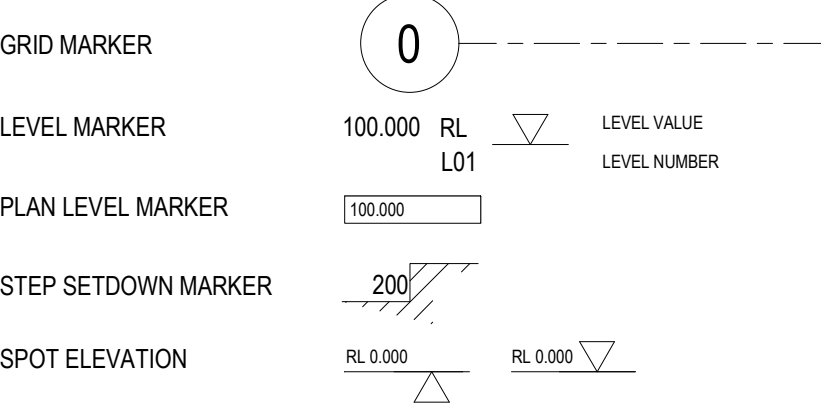 GRID MARKER 0
LEVEL MARKER 100.000 RL LEVEL VALUE
L01 LEVEL NUMBER
PLAN LEVEL MARKER 100.000
STEP SETDOWN MARKER 200
SPOT ELEVATION RL 0.000 RL 0.000